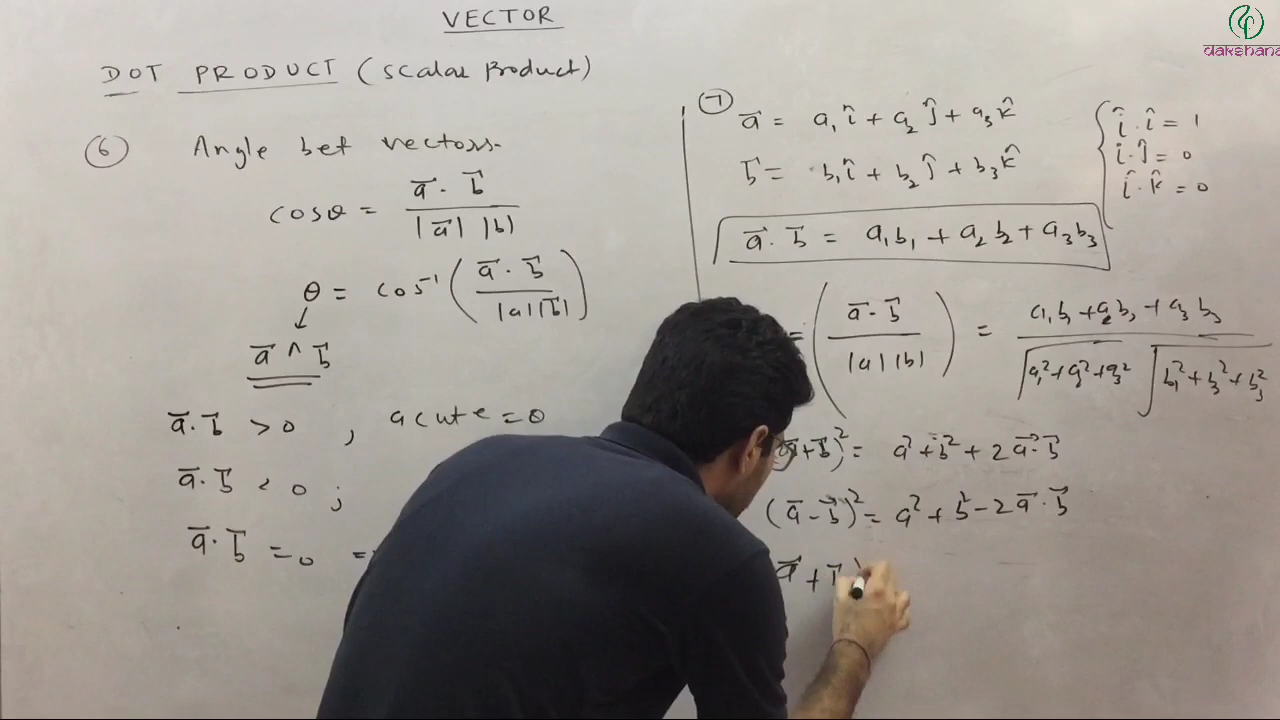 VECTOR
dakshana
DOT PRODUCT (scalar product)
⑥ Angle bet vectors.
cosθ = a⃗ · b⃗ / |a⃗| |b|
θ = cos⁻¹ ( a⃗ · b⃗ / |a||b⃗| )
a⃗ ^ b⃗
a⃗ · b⃗ > 0 , acute = θ
a⃗ · b⃗ < 0 ;
a⃗ · b⃗ = 0 =
⑦ a⃗ = a₁î + a₂ĵ + a₃k̂
b⃗ = b₁î + b₂ĵ + b₃k̂
{ î · î = 1
î · ĵ = 0
î · k̂ = 0
a⃗ · b⃗ = a₁b₁ + a₂b₂ + a₃b₃
= ( a⃗ · b⃗ / |a| |b| ) = a₁b₁ + a₂b₂ + a₃b₃ / √a₁² + a₂² + a₃² √b₁² + b₂² + b₃²
a⃗ + b⃗)² = a² + b² + 2a⃗ · b⃗
(a⃗ - b⃗)² = a² + b² - 2a⃗ · b⃗
a⃗ + b⃗)